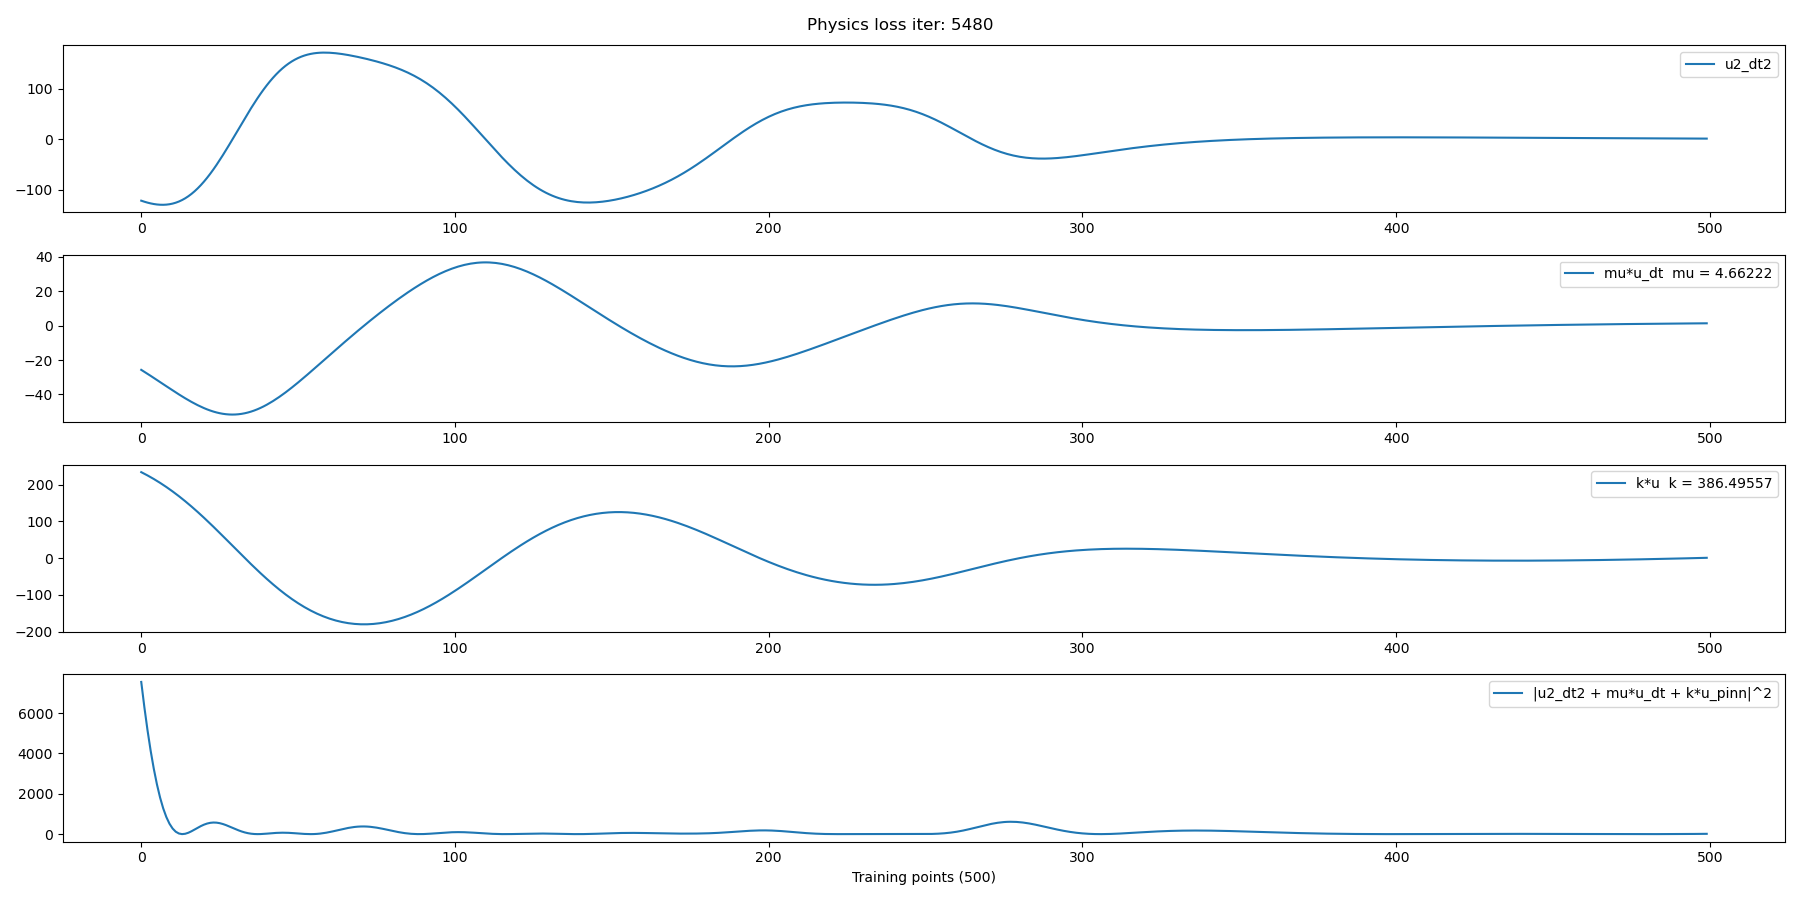 Physics loss iter: 5480
u2_dt2
100
0
−100
0 100 200 300 400 500
mu*u_dt  mu = 4.66222
40
20
0
−20
−40
0 100 200 300 400 500
k*u  k = 386.49557
200
100
0
−100
−200
0 100 200 300 400 500
|u2_dt2 + mu*u_dt + k*u_pinn|^2
6000
4000
2000
0
0 100 200 300 400 500
Training points (500)